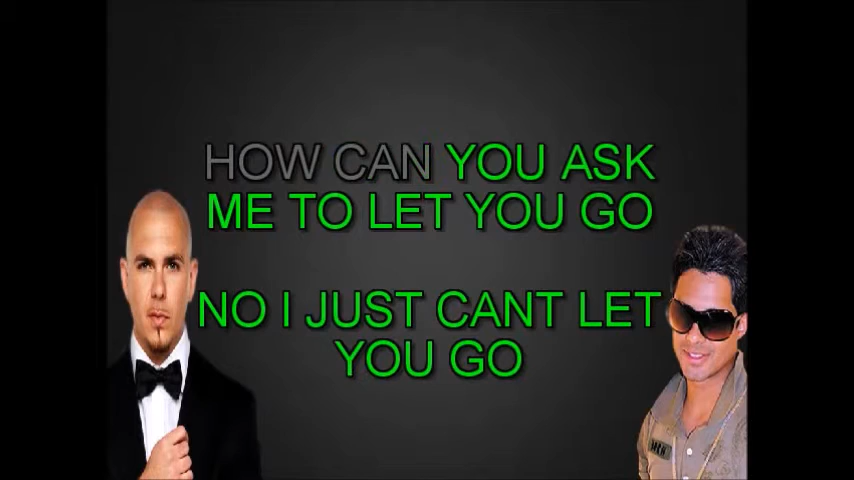 HOW CAN YOU ASK
ME TO LET YOU GO
NO I JUST CANT LET
YOU GO